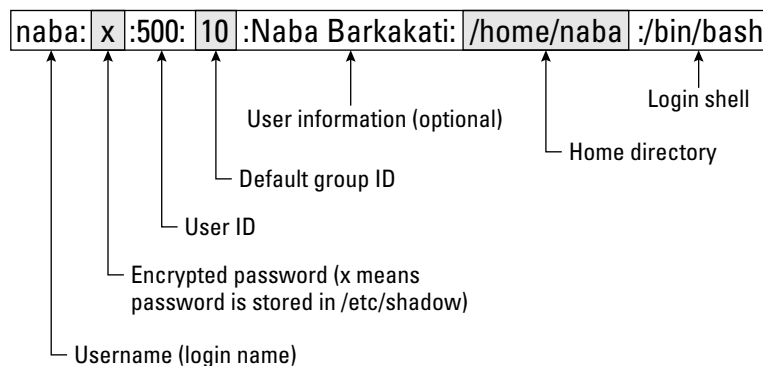 naba: x :500: 10 :Naba Barkakati: /home/naba :/bin/bash
Login shell
User information (optional)
Home directory
Default group ID
User ID
Encrypted password (x means
password is stored in /etc/shadow)
Username (login name)